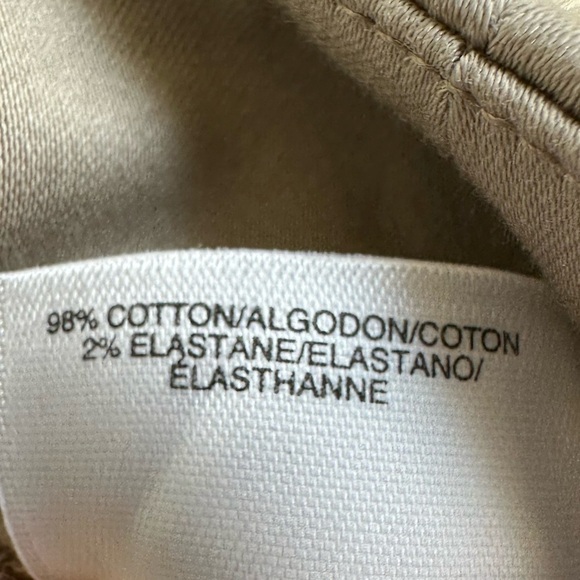 98% COTTON/ALGODON/COTON
2% ELASTANE/ELASTANO/
ÉLASTHANNE